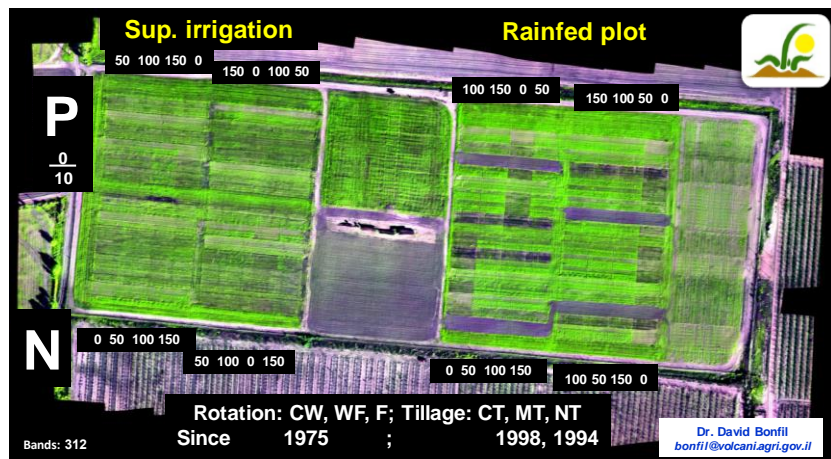 Sup. irrigation
Rainfed plot
50 100 150 0
150 0 100 50
100 150 0 50
150 100 50 0
P
0
10
N
0 50 100 150
50 100 0 150
0 50 100 150
100 50 150 0
Rotation: CW, WF, F; Tillage: CT, MT, NT
Since 1975 ; 1998, 1994
Bands: 312
Dr. David Bonfil
bonfil@volcani.agri.gov.il